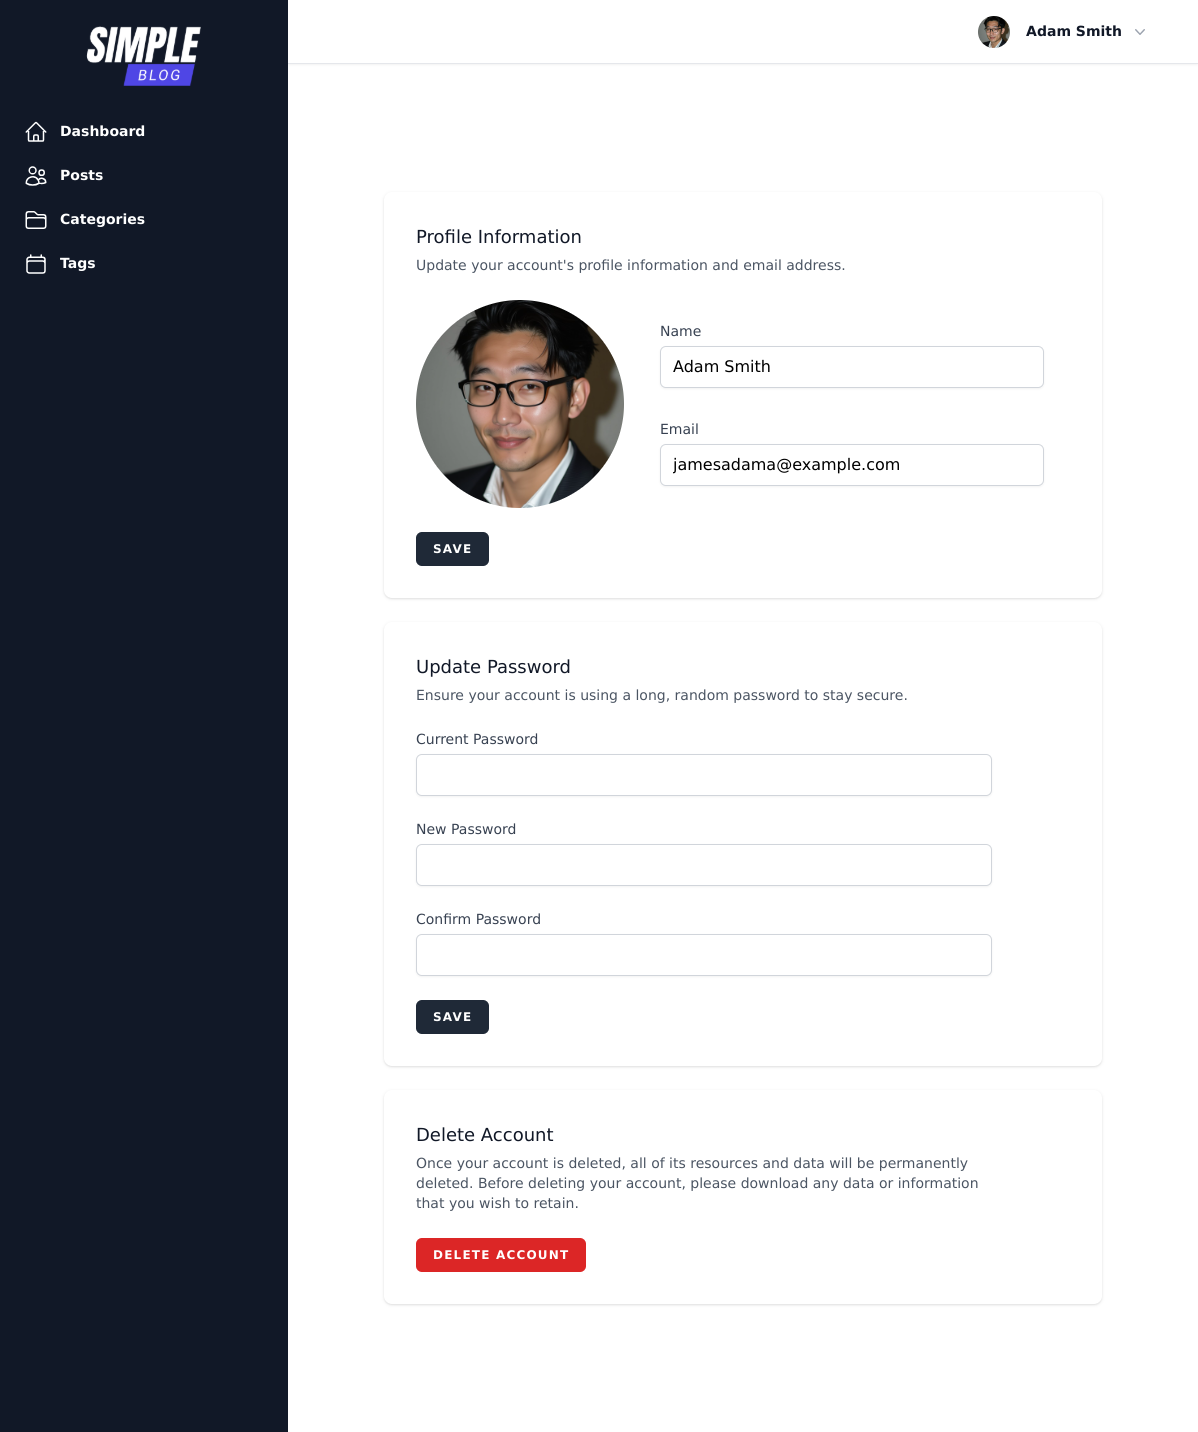 SIMPLE
BLOG
Dashboard
Posts
Categories
Tags
Adam Smith
Profile Information
Update your account's profile information and email address.
Name
Adam Smith
Email
jamesadama@example.com
SAVE
Update Password
Ensure your account is using a long, random password to stay secure.
Current Password
New Password
Confirm Password
SAVE
Delete Account
Once your account is deleted, all of its resources and data will be permanently
deleted. Before deleting your account, please download any data or information
that you wish to retain.
DELETE ACCOUNT